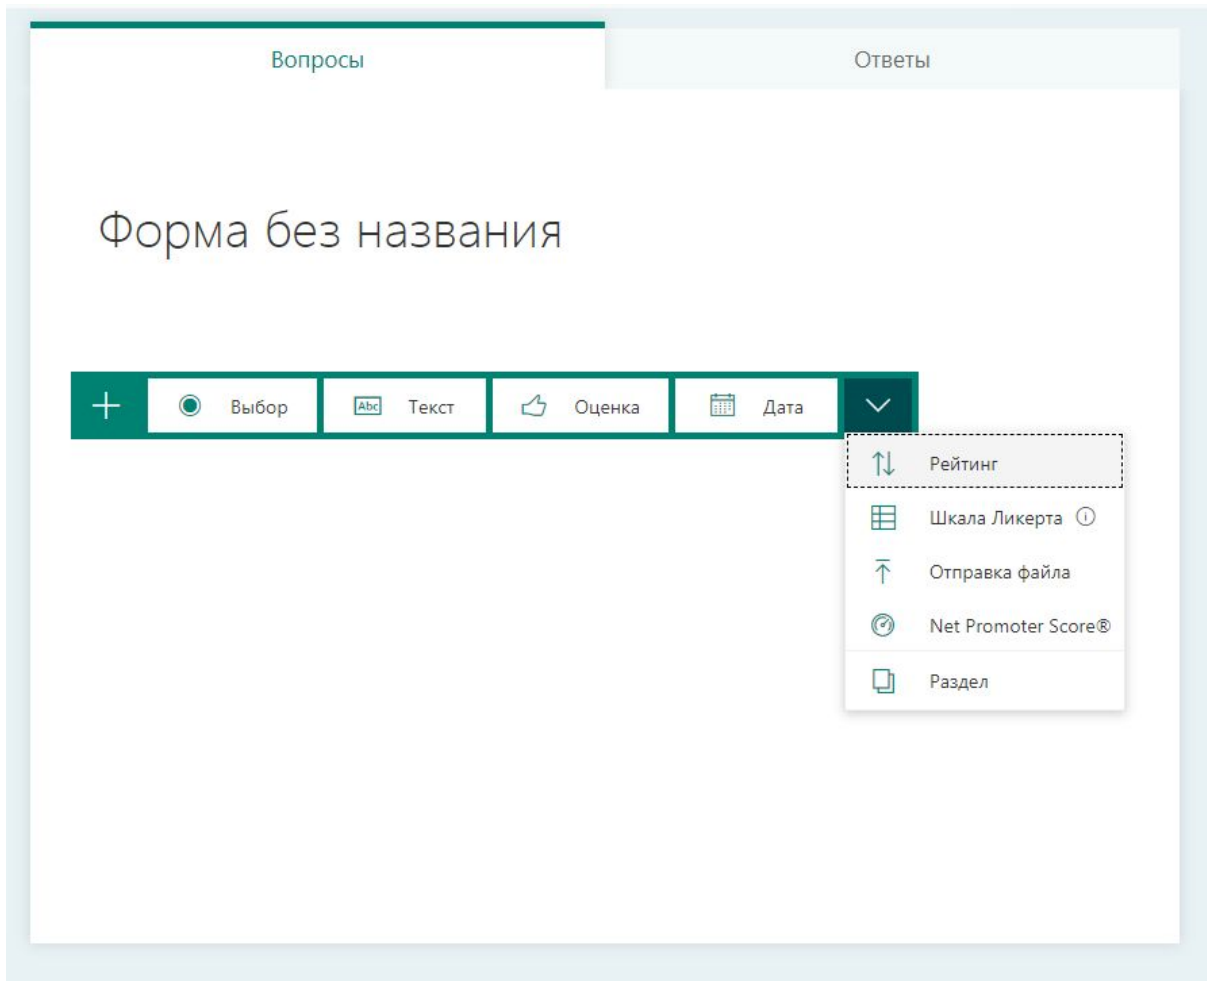 Вопросы
Ответы
Форма без названия
Выбор
Abc Текст
Оценка
Дата
Рейтинг
Шкала Ликерта
Отправка файла
Net Promoter Score®
Раздел